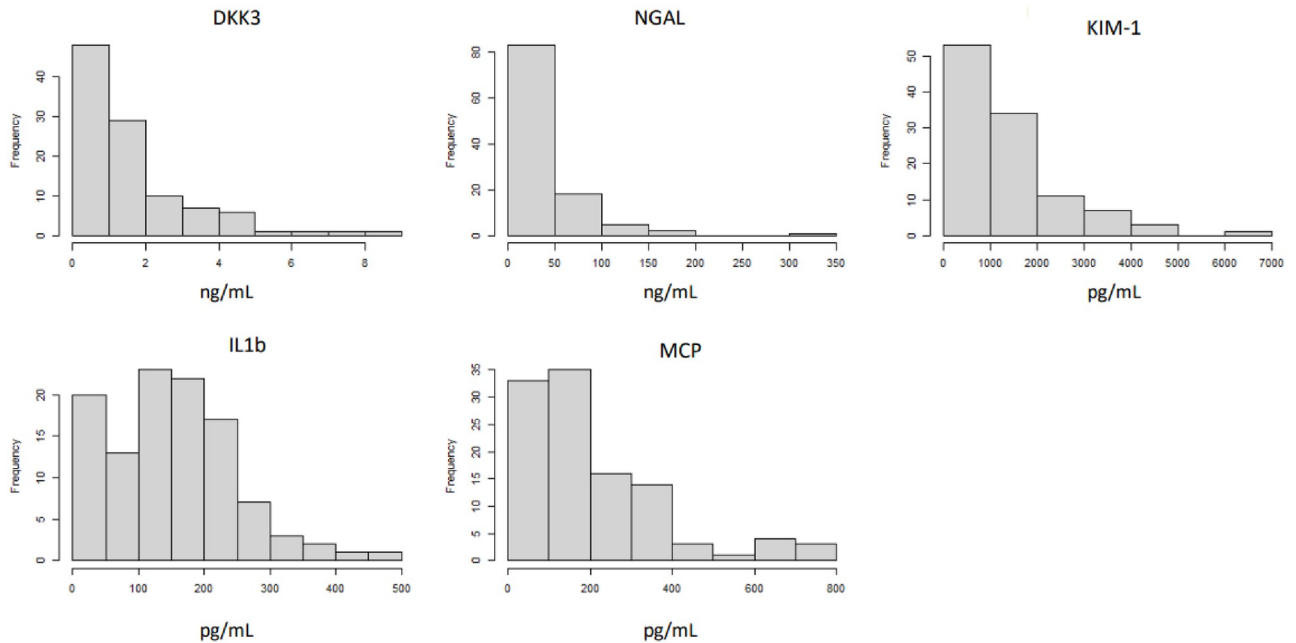 DKK3
Frequency
0 10 20 30 40
0 2 4 6 8
ng/mL
NGAL
Frequency
0 20 40 60 80
0 50 100 150 200 250 300 350
ng/mL
KIM-1
Frequency
0 10 20 30 40 50
0 1000 2000 3000 4000 5000 6000 7000
pg/mL
IL1b
Frequency
0 5 10 15 20
0 100 200 300 400 500
pg/mL
MCP
Frequency
0 5 10 15 20 25 30 35
0 200 400 600 800
pg/mL